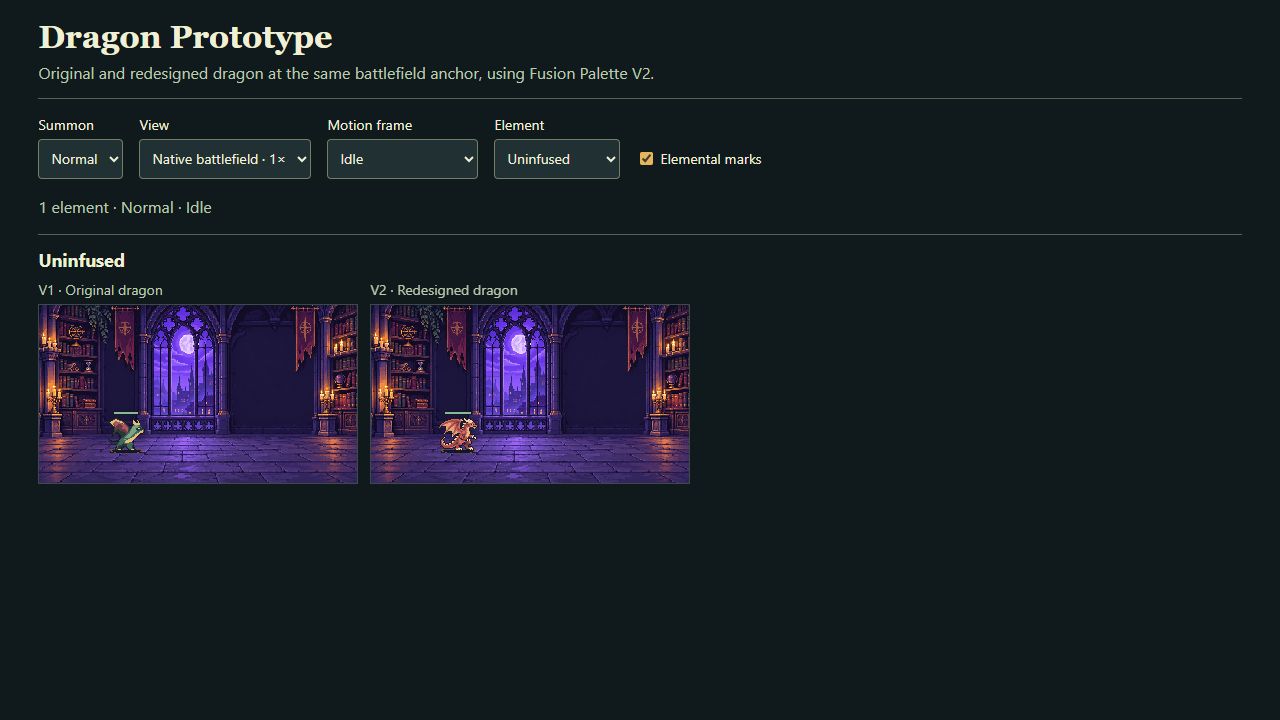 Dragon Prototype
Original and redesigned dragon at the same battlefield anchor, using Fusion Palette V2.
Summon View Motion frame Element
Normal Native battlefield · 1× Idle Uninfused Elemental marks
1 element · Normal · Idle
Uninfused
V1 · Original dragon V2 · Redesigned dragon